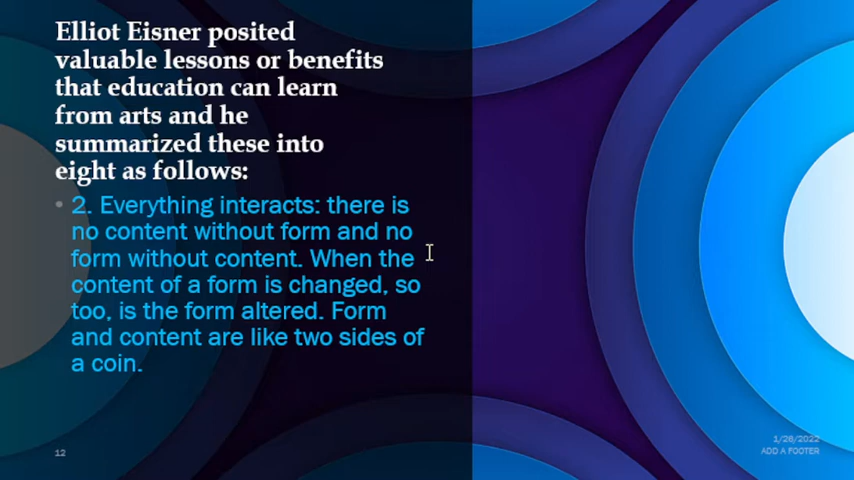 Elliot Eisner posited
valuable lessons or benefits
that education can learn
from arts and he
summarized these into
eight as follows:
• 2. Everything interacts: there is
no content without form and no
form without content. When the
content of a form is changed, so
too, is the form altered. Form
and content are like two sides of
a coin.
12
1/26/2022
ADD A FOOTER